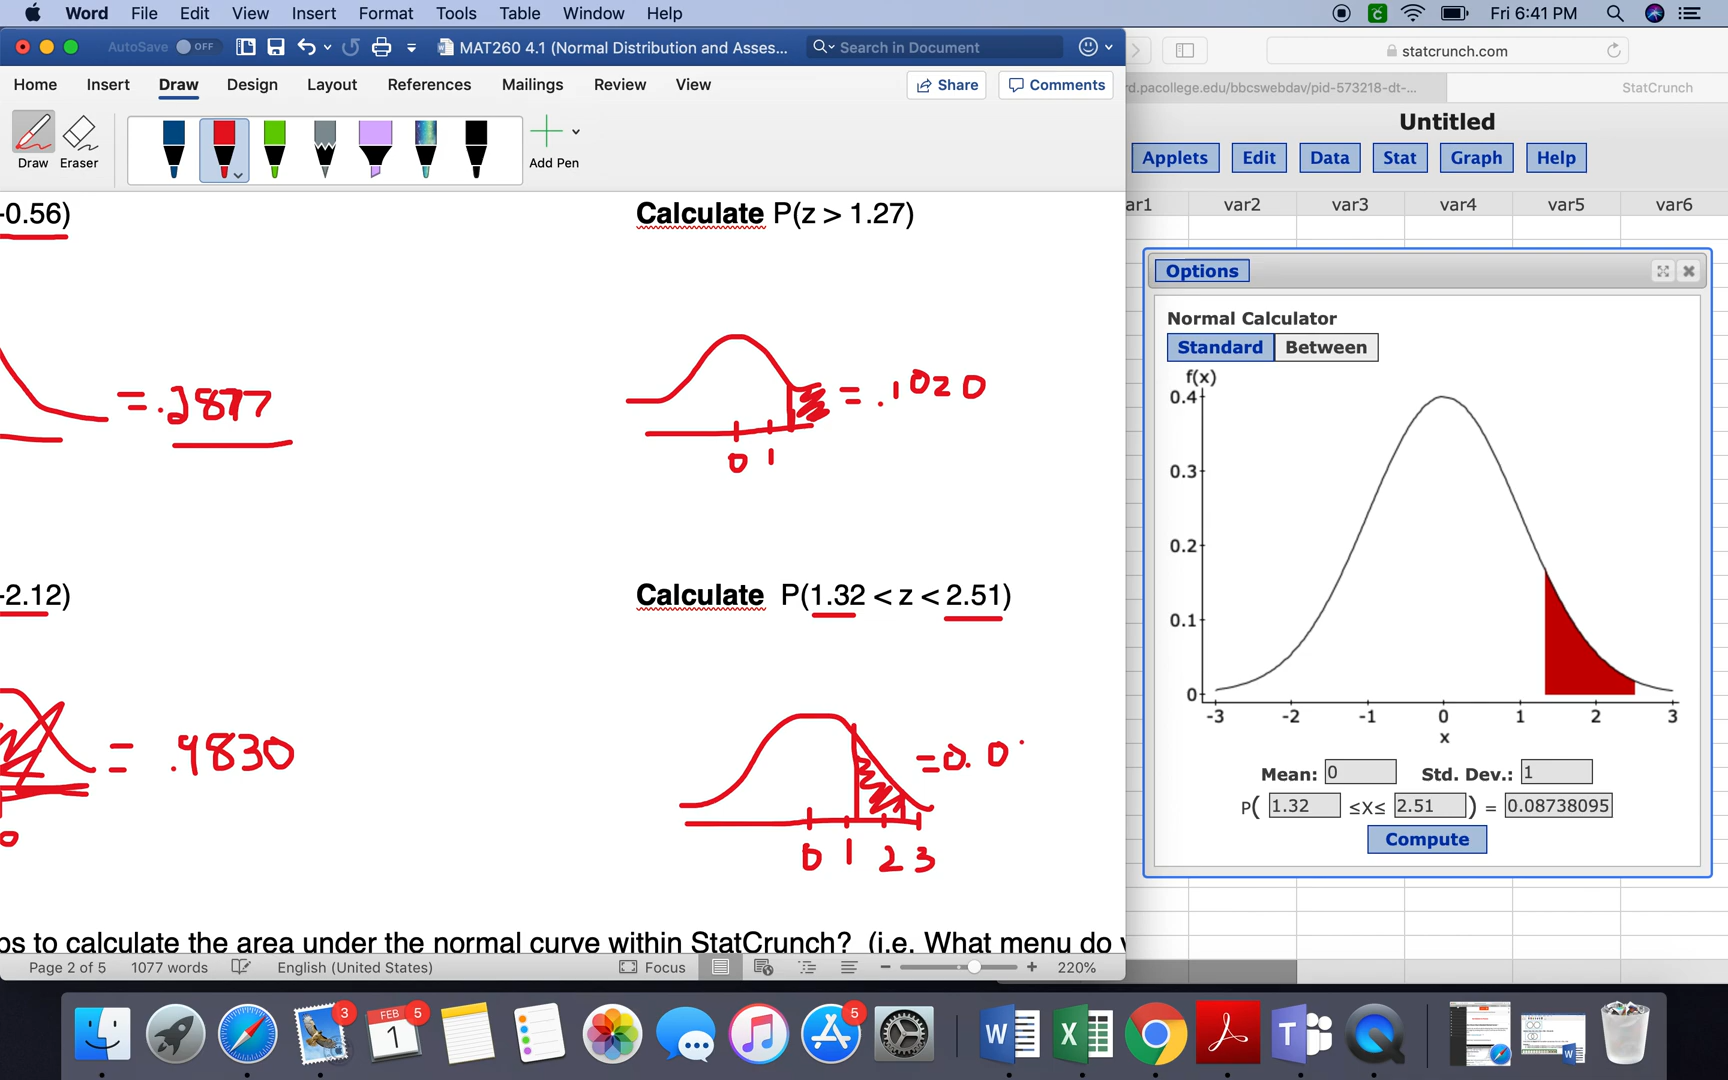 Word File Edit View Insert Format Tools Table Window Help Fri 6:41 PM
AutoSave OFF MAT260 4.1 (Normal Distribution and Asses... Search in Document
statcrunch.com
Home Insert Draw Design Layout References Mailings Review View Share Comments
rd.pacollege.edu/bbcswebdav/pid-573218-dt-... StatCrunch
Draw Eraser Add Pen
Untitled
Applets Edit Data Stat Graph Help
ar1 var2 var3 var4 var5 var6
-0.56)
Calculate P(z > 1.27)
= .2877
= .1020
0 1
-2.12)
Calculate P(1.32 < z < 2.51)
= .4830
0
=0.0
0 1 2 3
ps to calculate the area under the normal curve within StatCrunch? (i.e. What menu do
Page 2 of 5 1077 words English (United States) Focus 220%
Options
Normal Calculator
Standard Between
f(x)
0.4
0.3
0.2
0.1
0
-3 -2 -1 0 1 2 3
x
Mean: 0 Std. Dev.: 1
P( 1.32 ≤X≤ 2.51 ) = 0.08738095
Compute
3 FEB 1 5 5
W X T W